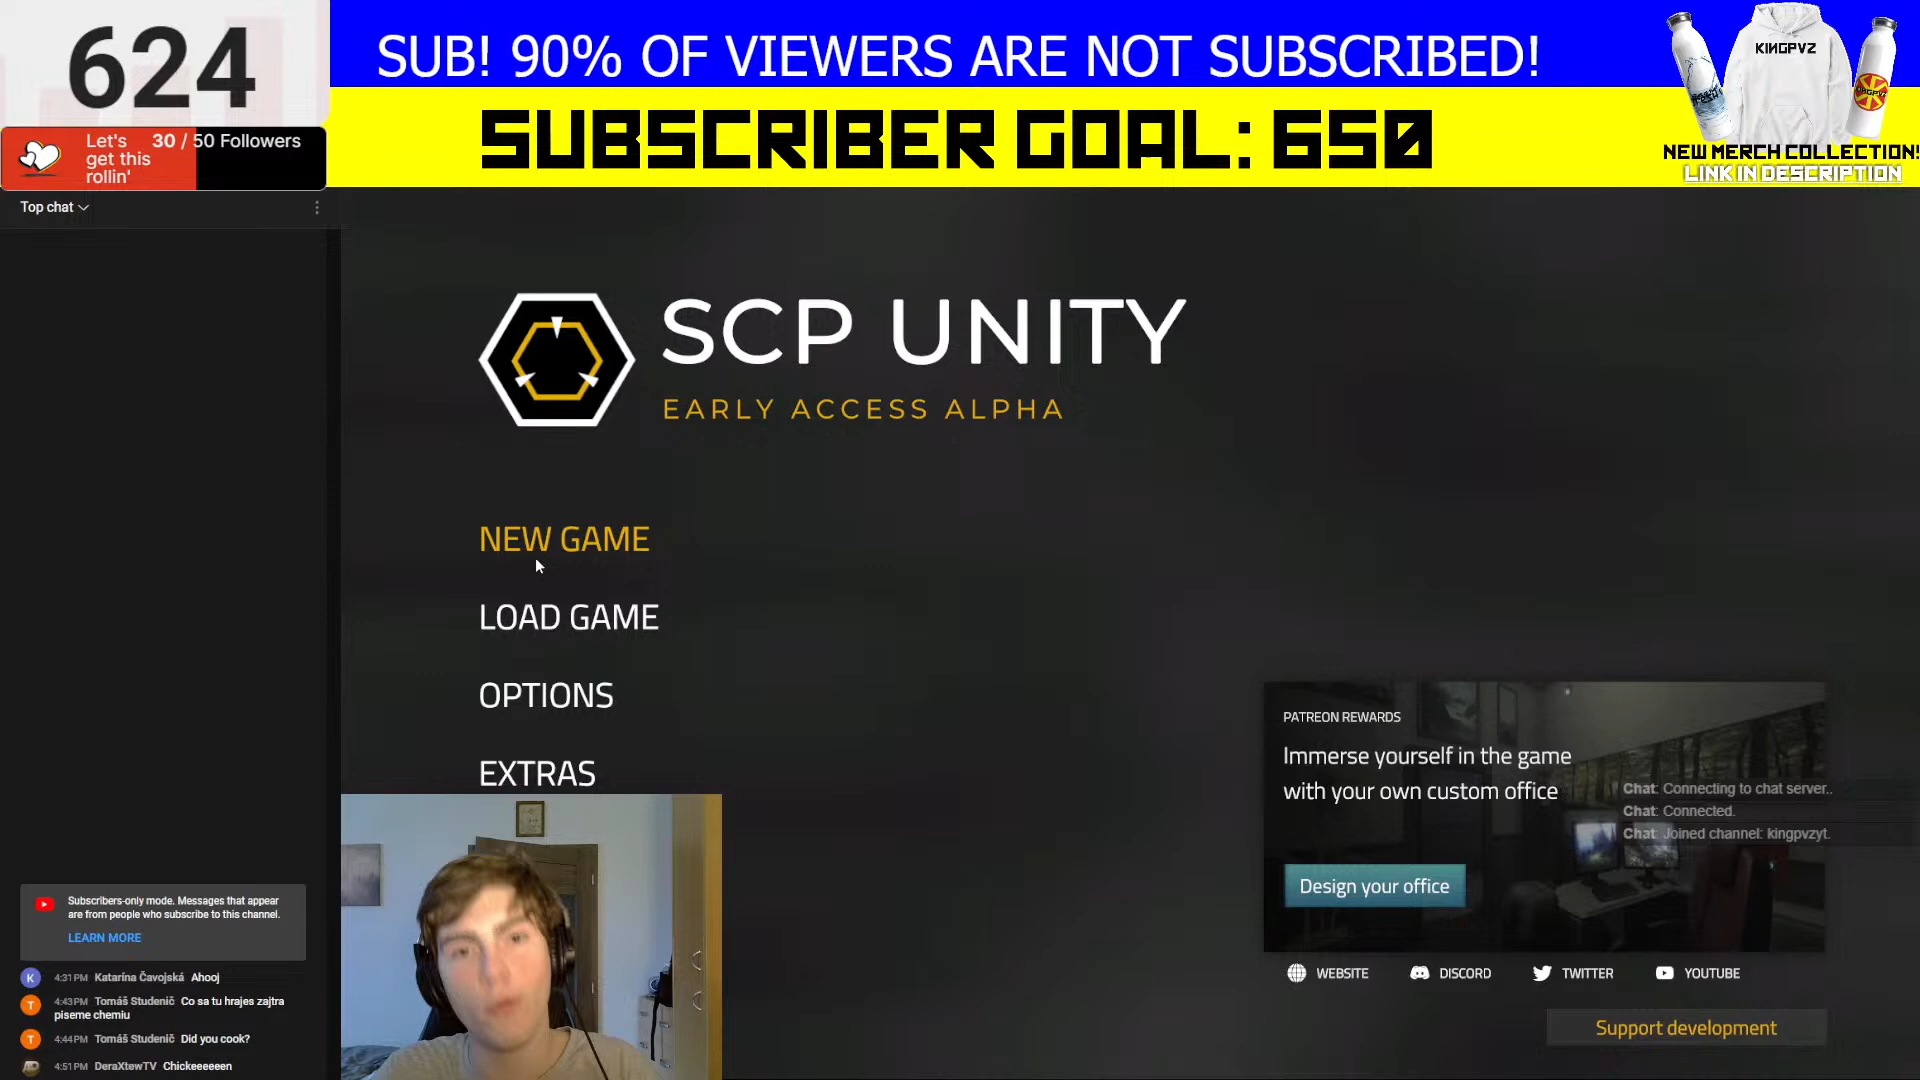 624
SUB! 90% OF VIEWERS ARE NOT SUBSCRIBED!
SUBSCRIBER GOAL: 650
KINGPVZ
NEW MERCH COLLECTION!
LINK IN DESCRIPTION
Let's
get this
rollin'
30 / 50 Followers
Top chat
SCP UNITY
EARLY ACCESS ALPHA
NEW GAME
LOAD GAME
OPTIONS
EXTRAS
PATREON REWARDS
Immerse yourself in the game
with your own custom office
Chat: Connecting to chat server..
Chat: Connected.
Chat: Joined channel: kingpvzyt.
Design your office
WEBSITE
DISCORD
TWITTER
YOUTUBE
Support development
Subscribers-only mode. Messages that appear
are from people who subscribe to this channel.
LEARN MORE
K 4:31 PM Katarína Čavojská Ahooj
T 4:43 PM Tomáš Studenič Co sa tu hrajes zajtra
piseme chemiu
T 4:44 PM Tomáš Studenič Did you cook?
4:51 PM DeraXtewTV Chickeeeeeen